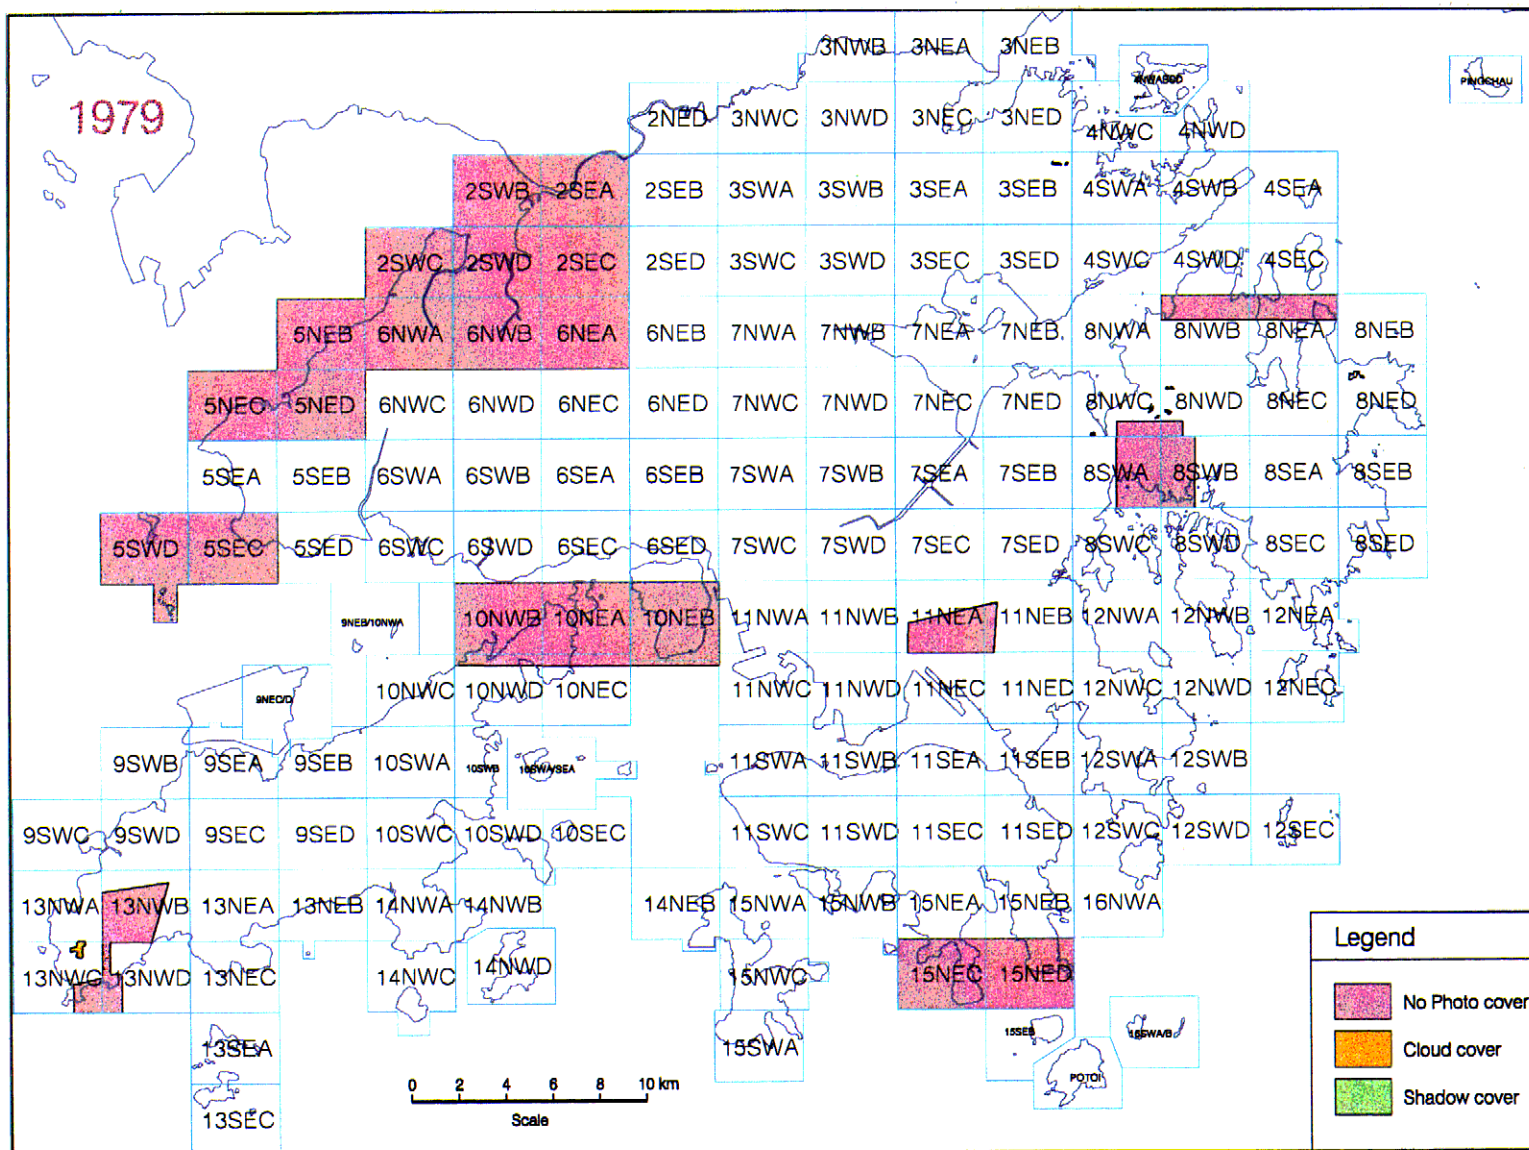 3NWB 3NEA 3NEB
4NWABCD
PINGCHAU
1979
2NED 3NWC 3NWD 3NEC 3NED 4NWC 4NWD
2SWB 2SEA 2SEB 3SWA 3SWB 3SEA 3SEB 4SWA 4SWB 4SEA
2SWC 2SWD 2SEC 2SED 3SWC 3SWD 3SEC 3SED 4SWC 4SWD 4SEC
5NEB 6NWA 6NWB 6NEA 6NEB 7NWA 7NWB 7NEA 7NEB 8NWA 8NWB 8NEA 8NEB
5NEC 5NED 6NWC 6NWD 6NEC 6NED 7NWC 7NWD 7NEC 7NED 8NWC 8NWD 8NEC 8NED
5SEA 5SEB 6SWA 6SWB 6SEA 6SEB 7SWA 7SWB 7SEA 7SEB 8SWA 8SWB 8SEA 8SEB
5SWD 5SEC 5SED 6SWC 6SWD 6SEC 6SED 7SWC 7SWD 7SEC 7SED 8SWC 8SWD 8SEC 8SED
9NEB/10NWA 10NWB 10NEA 10NEB 11NWA 11NWB 11NEA 11NEB 12NWA 12NWB 12NEA
9NEC/D 10NWC 10NWD 10NEC 11NWC 11NWD 11NEC 11NED 12NWC 12NWD 12NEC
9SWB 9SEA 9SEB 10SWA 10SWB 10SWA/SEA 11SWA 11SWB 11SEA 11SEB 12SWA 12SWB
9SWC 9SWD 9SEC 9SED 10SWC 10SWD 10SEC 11SWC 11SWD 11SEC 11SED 12SWC 12SWD 12SEC
13NWA 13NWB 13NEA 13NEB 14NWA 14NWB 14NEB 15NWA 15NWB 15NEA 15NEB 16NWA
13NWC 13NWD 13NEC 14NWC 14NWD 15NWC 15NEC 15NED
13SEA 15SWA 15SEB
POTOI
13SEC
0 2 4 6 8 10 km
Scale
Legend
No Photo cover
Cloud cover
Shadow cover